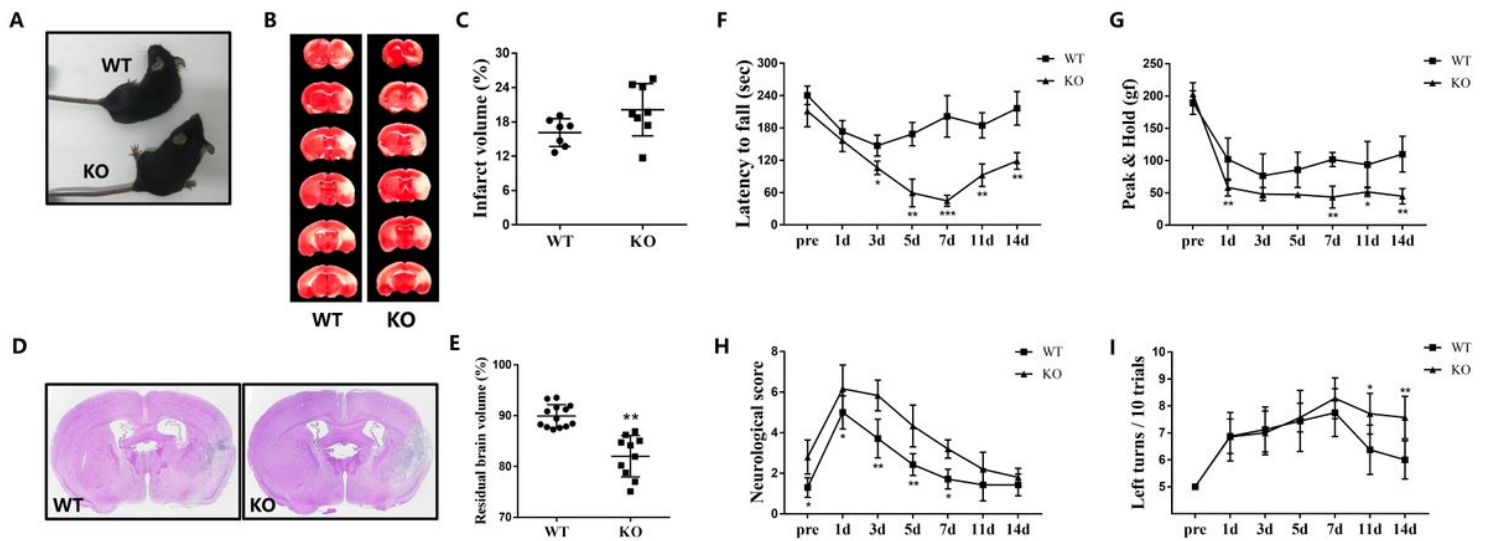 A
WT
KO
B
WT
KO
C
Infarct volume (%)
30
24
18
12
6
0
WT
KO
D
WT
KO
E
Residual brain volume (%)
100
90
80
70
**
WT
KO
F
Latency to fall (sec)
300
240
180
120
60
0
WT
KO
* ** *** ** **
pre 1d 3d 5d 7d 11d 14d
G
Peak & Hold (gf)
250
200
150
100
50
0
WT
KO
** ** * **
pre 1d 3d 5d 7d 11d 14d
H
Neurological score
8
6
4
2
0
WT
KO
* * ** ** *
pre 1d 3d 5d 7d 11d 14d
I
Left turns / 10 trials
10
9
8
7
6
5
WT
KO
* **
pre 1d 3d 5d 7d 11d 14d